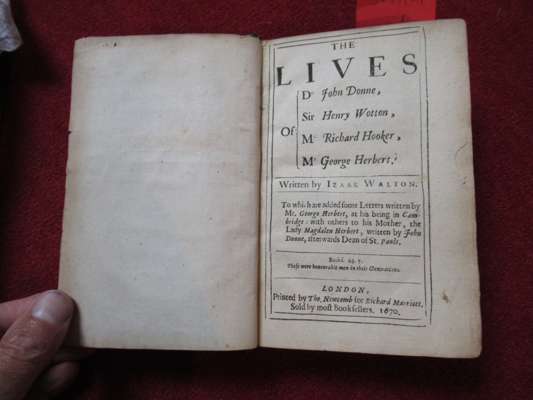 THE
LIVES
Dr John Donne,
Sir Henry Wotton,
Of
Mr Richard Hooker,
Mr George Herbert.
Written by IZAAK WALTON.
To which are added some Letters written by
Mr. George Herbert, at his being in Cam-
bridge: with others to his Mother, the
Lady Magdalen Herbert, written by John
Donne, afterwards Dean of St. Pauls.
Eccles. 44. 7.
These were honourable men in their Generations.
LONDON,
Printed by Tho. Newcomb for Richard Marriott,
Sold by most Booksellers. 1670.